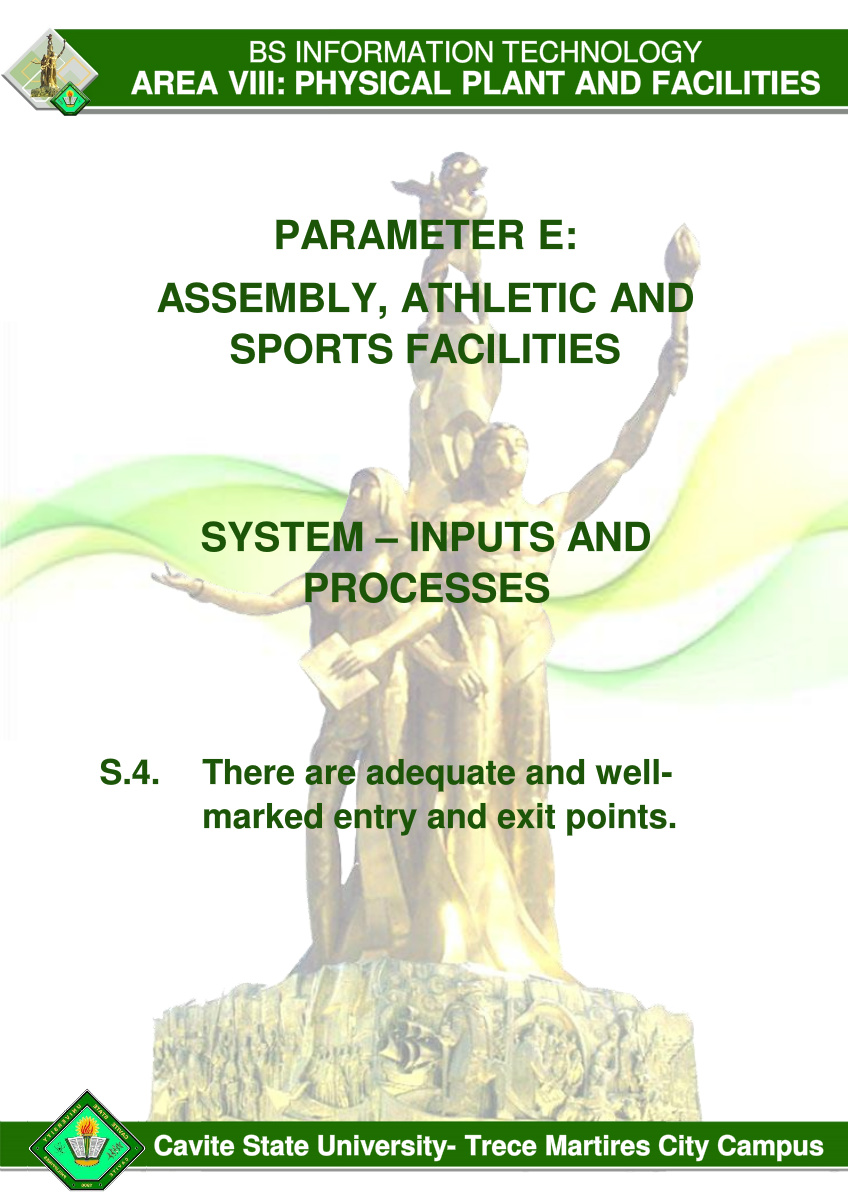 BS INFORMATION TECHNOLOGY
AREA VIII: PHYSICAL PLANT AND FACILITIES
PARAMETER E:
ASSEMBLY, ATHLETIC AND
SPORTS FACILITIES
SYSTEM – INPUTS AND
PROCESSES
S.4. There are adequate and well-
marked entry and exit points.
Cavite State University- Trece Martires City Campus